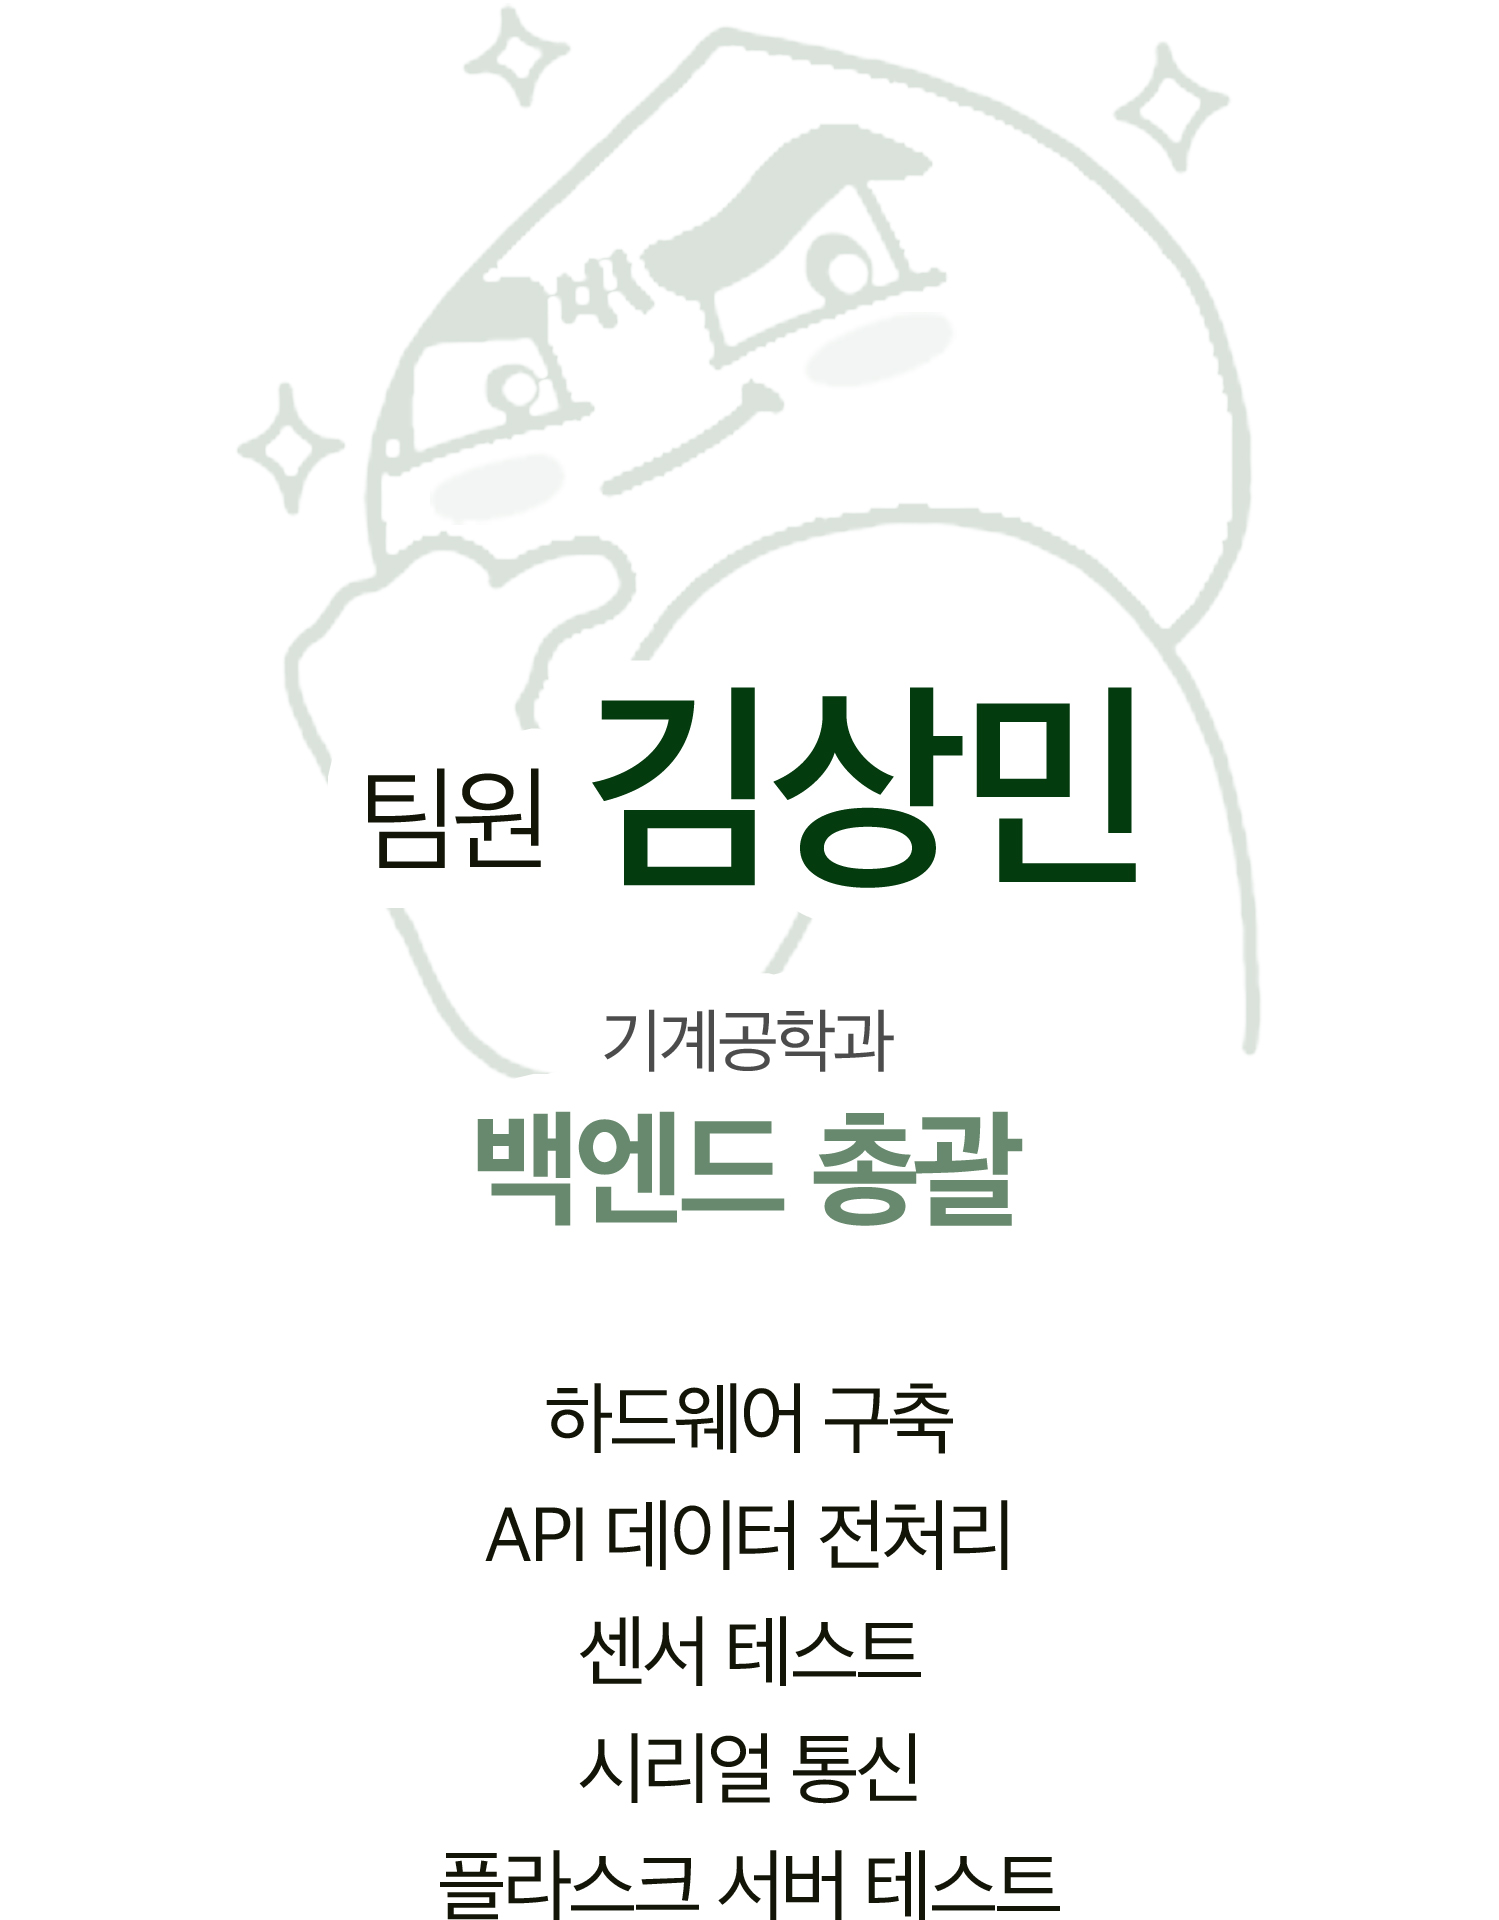 팀원 김상민
기계공학과
백엔드 총괄
하드웨어 구축
API 데이터 전처리
센서 테스트
시리얼 통신
플라스크 서버 테스트